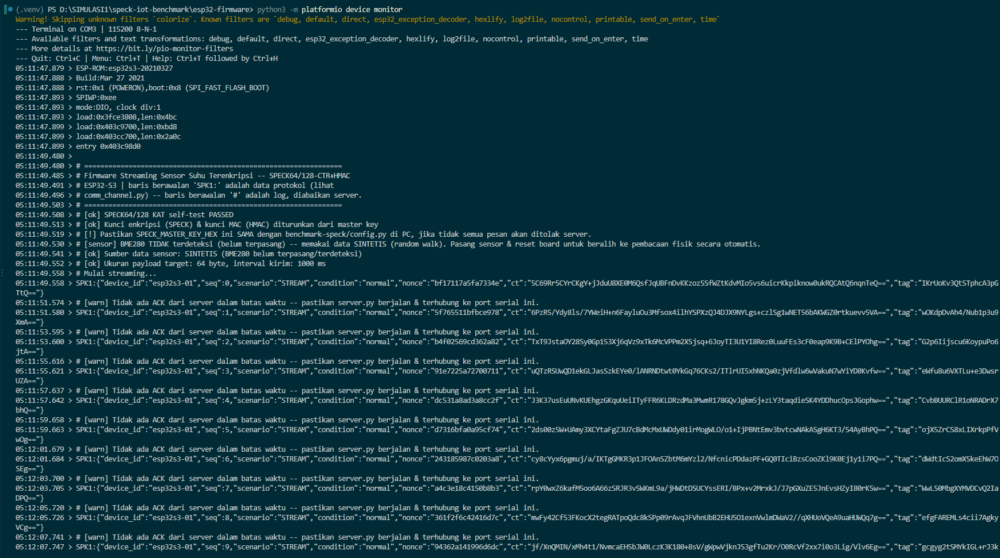 (.venv) PS D:\SIMULASI1\speck-iot-benchmark\esp32-firmware> python3 -m platformio device monitor
Warning! Skipping unknown filters `colorize`. Known filters are `debug, default, direct, esp32_exception_decoder, hexlify, log2file, nocontrol, printable, send_on_enter, time`
--- Terminal on COM3 | 115200 8-N-1
--- Available filters and text transformations: debug, default, direct, esp32_exception_decoder, hexlify, log2file, nocontrol, printable, send_on_enter, time
--- More details at https://bit.ly/pio-monitor-filters
--- Quit: Ctrl+C | Menu: Ctrl+T | Help: Ctrl+T followed by Ctrl+H
05:11:47.879 > ESP-ROM:esp32s3-20210327
05:11:47.888 > Build:Mar 27 2021
05:11:47.888 > rst:0x1 (POWERON),boot:0x8 (SPI_FAST_FLASH_BOOT)
05:11:47.893 > SPIWP:0xee
05:11:47.893 > mode:DIO, clock div:1
05:11:47.893 > load:0x3fce3808,len:0x4bc
05:11:47.899 > load:0x403c9700,len:0xbd8
05:11:47.899 > load:0x403cc700,len:0x2a0c
05:11:47.899 > entry 0x403c98d0
05:11:49.480 >
05:11:49.480 > # ================================================================
05:11:49.485 > # Firmware Streaming Sensor Suhu Terenkripsi -- SPECK64/128-CTR+HMAC
05:11:49.491 > # ESP32-S3 | baris berawalan 'SPK1:' adalah data protokol (lihat
05:11:49.496 > # comm_channel.py) -- baris berawalan '#' adalah log, diabaikan server.
05:11:49.503 > # ================================================================
05:11:49.508 > # [ok] SPECK64/128 KAT self-test PASSED
05:11:49.513 > # [ok] Kunci enkripsi (SPECK) & kunci MAC (HMAC) diturunkan dari master key
05:11:49.519 > # [!] Pastikan SPECK_MASTER_KEY_HEX ini SAMA dengan benchmark-speck/config.py di PC, jika tidak semua pesan akan ditolak server.
05:11:49.530 > # [sensor] BME280 TIDAK terdeteksi (belum terpasang) -- memakai data SINTETIS (random walk). Pasang sensor & reset board untuk beralih ke pembacaan fisik secara otomatis.
05:11:49.541 > # [ok] Sumber data sensor: SINTETIS (BME280 belum terpasang/terdeteksi)
05:11:49.552 > # [ok] Ukuran payload target: 64 byte, interval kirim: 1000 ms
05:11:49.558 > # Mulai streaming...
05:11:49.558 > SPK1:{"device_id":"esp32s3-01","seq":0,"scenario":"STREAM","condition":"normal","nonce":"bf17117a5fa7334e","ct":"5C69Rr5CYrCKgY+jJduU8XE0M6QsfJqUBFnDvKKzoz5SfWZtKdvMIo5vs6uicrKkpiknow0ukRQCAtQ6nqnTeQ==","tag":"IKrUoKv3QtSTphcA3pG
TtQ=="}
05:11:51.574 > # [warn] Tidak ada ACK dari server dalam batas waktu -- pastikan server.py berjalan & terhubung ke port serial ini.
05:11:51.580 > SPK1:{"device_id":"esp32s3-01","seq":1,"scenario":"STREAM","condition":"normal","nonce":"5f765511bfbce978","ct":"6PzR5/Ydy8ls/7YWeiH+n6FayluOu3Mfsox4ilhYSPXzQJ4DJX9NYLgs+czlSg1wNET56bAKWGZ0rtkuevv5VA==","tag":"wOKdpDvAh4/Nub1p3u9
XmA=="}
05:11:53.595 > # [warn] Tidak ada ACK dari server dalam batas waktu -- pastikan server.py berjalan & terhubung ke port serial ini.
05:11:53.600 > SPK1:{"device_id":"esp32s3-01","seq":2,"scenario":"STREAM","condition":"normal","nonce":"b4f02569cd362a82","ct":"TxT9JstaOY28Sy0Gp153Xj6qVz9xTk6McVPPm2XSjsq+6JoyTI3U1YI8Rez0LuuFEs3cF0eap9K9B+CElPYOhg==","tag":"G2p6Iijscu6KoypuPo6
jtA=="}
05:11:55.616 > # [warn] Tidak ada ACK dari server dalam batas waktu -- pastikan server.py berjalan & terhubung ke port serial ini.
05:11:55.621 > SPK1:{"device_id":"esp32s3-01","seq":3,"scenario":"STREAM","condition":"normal","nonce":"91e7225a72700711","ct":"uQTzRSUwQD1ekGLJasSzkEYe0/lANRNDtwt0YkGq76CKs2/ITlrUI5xhNKQa0zjVfdlw6wVakuN7wYiYD0Kvfw==","tag":"eWfu8u6VXTLu+e3Dwsr
UZA=="}
05:11:57.637 > # [warn] Tidak ada ACK dari server dalam batas waktu -- pastikan server.py berjalan & terhubung ke port serial ini.
05:11:57.642 > SPK1:{"device_id":"esp32s3-01","seq":4,"scenario":"STREAM","condition":"normal","nonce":"dc531a8ad3a8cc2f","ct":"J3K37usEuUNvKUEhgzGKquUeiITyFFR6KLDRzdMa3MwmR178GQvJgkm5j+zLY3taqdieSK4YDDhucOpsJGophw==","tag":"CvbBUURClR1oNRADrX7
bhQ=="}
05:11:59.658 > # [warn] Tidak ada ACK dari server dalam batas waktu -- pastikan server.py berjalan & terhubung ke port serial ini.
05:11:59.663 > SPK1:{"device_id":"esp32s3-01","seq":5,"scenario":"STREAM","condition":"normal","nonce":"d7316bfa0a95cf74","ct":"2ds00z5W+UAmy3XCYtaFgZJU7cBdMcMxUWDdy01irMogWLO/o1+IjPBNtEmv3bvtcwNAkASgH6KT3/S4AyBhPQ==","tag":"ojX5ZrCS8xLIXrkpPfV
wOg=="}
05:12:01.679 > # [warn] Tidak ada ACK dari server dalam batas waktu -- pastikan server.py berjalan & terhubung ke port serial ini.
05:12:01.684 > SPK1:{"device_id":"esp32s3-01","seq":6,"scenario":"STREAM","condition":"normal","nonce":"243185987c0203a8","ct":"cy8cYyx6pgmuj/a/IKTgGMKR3p1JFOAnSZbtM6mYzl2/NfcnicPDdazPF+GQ0TIciBzsCooZKl9K0Ej1y1i7PQ==","tag":"dWdtIcS2omXSkeEhW7O
SEg=="}
05:12:03.700 > # [warn] Tidak ada ACK dari server dalam batas waktu -- pastikan server.py berjalan & terhubung ke port serial ini.
05:12:03.705 > SPK1:{"device_id":"esp32s3-01","seq":7,"scenario":"STREAM","condition":"normal","nonce":"a4c3e18c4150b8b3","ct":"rpY0wxZ6kafM5oo6A66zSRJR3v5WKmL9a/jHWDtDSUCYssERI/BPx+v2MrxkJ/J7pGXuZE5JnEvsHZyI80rK5w==","tag":"WwL50MbgXYMVDCvQ2Ia
DPQ=="}
05:12:05.720 > # [warn] Tidak ada ACK dari server dalam batas waktu -- pastikan server.py berjalan & terhubung ke port serial ini.
05:12:05.726 > SPK1:{"device_id":"esp32s3-01","seq":8,"scenario":"STREAM","condition":"normal","nonce":"361f2f6c42416d7c","ct":"mwFy42Cf53FKocX2tegRATpoQdc8kSPp09rAvqJFVhnUbB2EHU5O1exnVwlmDWaV2//qXHUoVQeA9uaHUWQq7g==","tag":"efgFAREMLs4cii7Agky
VCg=="}
05:12:07.741 > # [warn] Tidak ada ACK dari server dalam batas waktu -- pastikan server.py berjalan & terhubung ke port serial ini.
05:12:07.747 > SPK1:{"device_id":"esp32s3-01","seq":9,"scenario":"STREAM","condition":"normal","nonce":"94362a141996d6dc","ct":"jf/XnQMIN/xMh4t1/NvmcaEH5bJW0LczK3K180+8sV/gWpwVjknJS3gfTu2Kr/O0RcVf2xx7i0o3Lig/Vlv6Eg==","tag":"gcgyg2tSMYkIGL+rJ3k